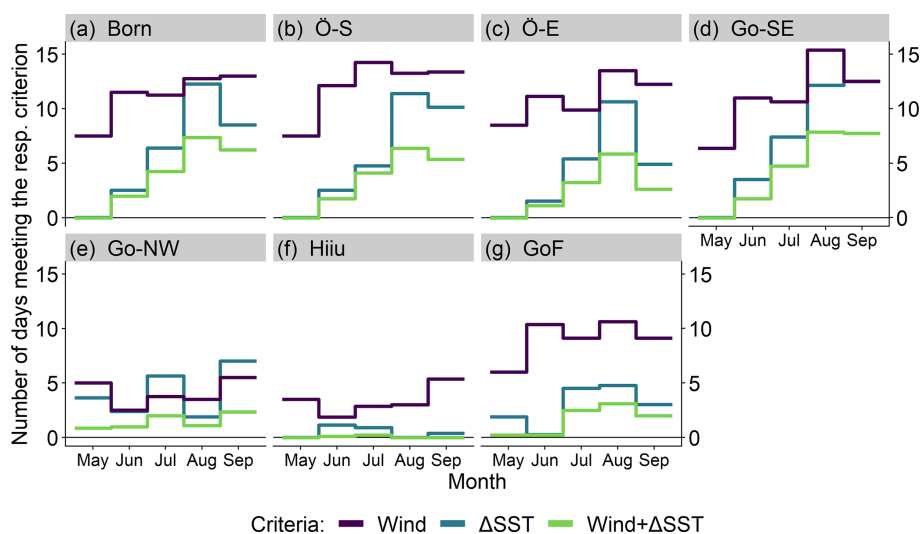 (a) Born
(b) Ö-S
(c) Ö-E
(d) Go-SE
15
10
5
0
15
10
5
0
May Jun Jul Aug Sep
(e) Go-NW
(f) Hiiu
(g) GoF
15
10
5
0
15
10
5
0
May Jun Jul Aug Sep
May Jun Jul Aug Sep
May Jun Jul Aug Sep
Number of days meeting the resp. criterion
Month
Criteria: Wind ΔSST Wind+ΔSST